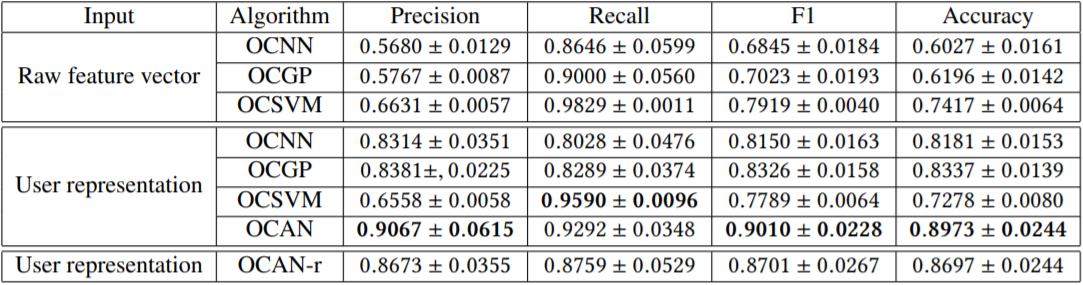 Input Algorithm Precision Recall F1 Accuracy
Raw feature vector
OCNN 0.5680 ± 0.0129 0.8646 ± 0.0599 0.6845 ± 0.0184 0.6027 ± 0.0161
OCGP 0.5767 ± 0.0087 0.9000 ± 0.0560 0.7023 ± 0.0193 0.6196 ± 0.0142
OCSVM 0.6631 ± 0.0057 0.9829 ± 0.0011 0.7919 ± 0.0040 0.7417 ± 0.0064
User representation
OCNN 0.8314 ± 0.0351 0.8028 ± 0.0476 0.8150 ± 0.0163 0.8181 ± 0.0153
OCGP 0.8381±, 0.0225 0.8289 ± 0.0374 0.8326 ± 0.0158 0.8337 ± 0.0139
OCSVM 0.6558 ± 0.0058 0.9590 ± 0.0096 0.7789 ± 0.0064 0.7278 ± 0.0080
OCAN 0.9067 ± 0.0615 0.9292 ± 0.0348 0.9010 ± 0.0228 0.8973 ± 0.0244
User representation OCAN-r 0.8673 ± 0.0355 0.8759 ± 0.0529 0.8701 ± 0.0267 0.8697 ± 0.0244